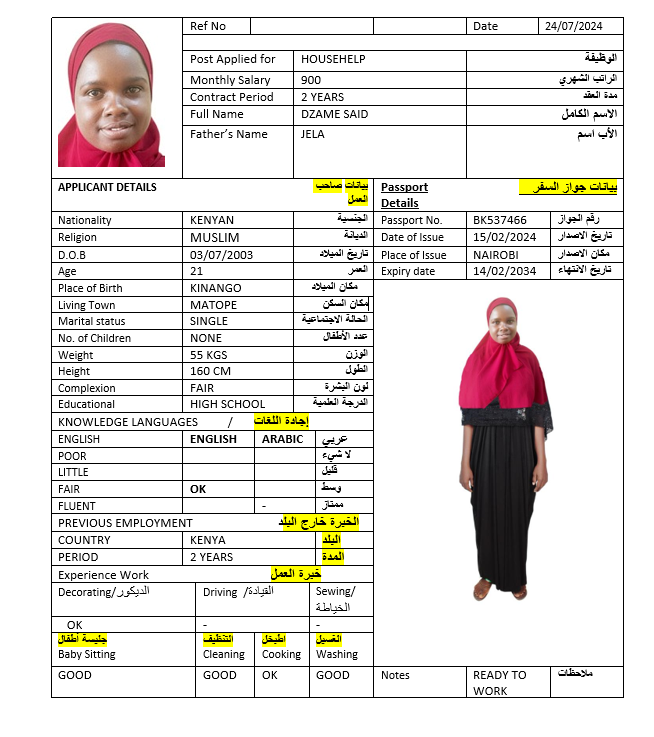 Ref No Date 24/07/2024
Post Applied for HOUSEHELP الوظيفة
Monthly Salary 900 الراتب الشهري
Contract Period 2 YEARS مدة العقد
Full Name DZAME SAID الاسم الكامل
Father's Name JELA الأب اسم
APPLICANT DETAILS بيانات صاحب العمل
Passport Details بيانات جواز السفر
Nationality KENYAN الجنسية
Passport No. BK537466 رقم الجواز
Religion MUSLIM الديانة
Date of Issue 15/02/2024 تاريخ الاصدار
D.O.B 03/07/2003 تاريخ الميلاد
Place of Issue NAIROBI مكان الاصدار
Age 21 العمر
Expiry date 14/02/2034 تاريخ الانتهاء
Place of Birth KINANGO مكان الميلاد
Living Town MATOPE مكان السكن
Marital status SINGLE الحالة الاجتماعية
No. of Children NONE عدد الأطفال
Weight 55 KGS الوزن
Height 160 CM الطول
Complexion FAIR لون البشرة
Educational HIGH SCHOOL الدرجة العلمية
KNOWLEDGE LANGUAGES / إجادة اللغات
ENGLISH ENGLISH ARABIC عربي
POOR لا شيء
LITTLE قليل
FAIR OK وسط
FLUENT - ممتاز
PREVIOUS EMPLOYMENT الخيرة خارج البلد
COUNTRY KENYA البلد
PERIOD 2 YEARS المدة
Experience Work خيرة العمل
Decorating/الديكور Driving /القيادة Sewing/
الخياطة
OK - -
جليسة أطفال التنظيف اطبخل الغسيل
Baby Sitting Cleaning Cooking Washing
GOOD GOOD OK GOOD
Notes READY TO WORK ملاحظات